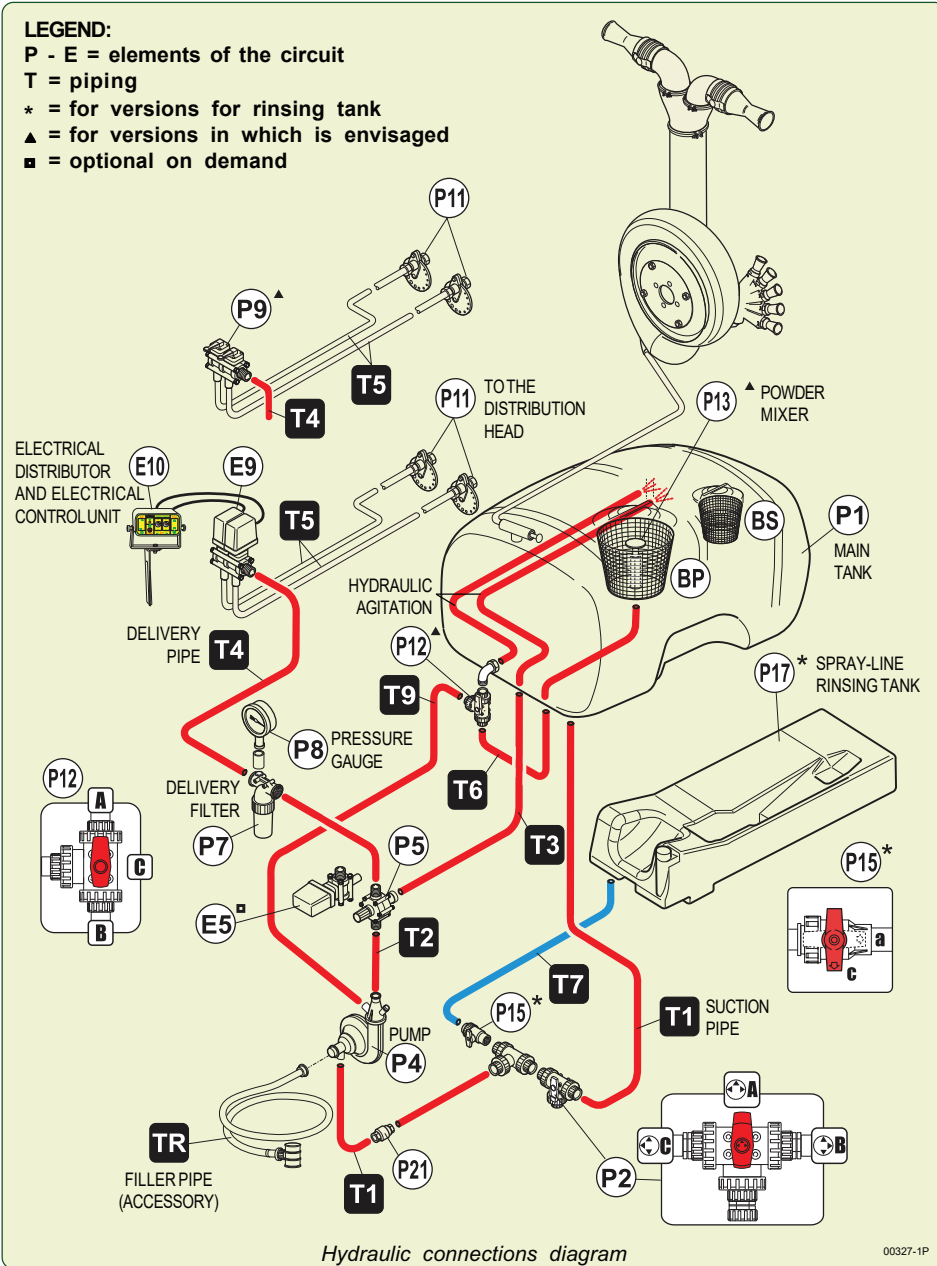 LEGEND:
P - E = elements of the circuit
T = piping
* = for versions for rinsing tank
▲ = for versions in which is envisaged
◘ = optional on demand
P11
P9 ▲
T5
T4
P11
TO THE
DISTRIBUTION
HEAD
P13 ▲ POWDER
MIXER
ELECTRICAL
DISTRIBUTOR
AND ELECTRICAL
CONTROLUNIT
E10
E9
T5
BS
P1
MAIN
TANK
BP
HYDRAULIC
AGITATION
DELIVERY
PIPE
T4
P12 ▲
T9
P17 * SPRAY-LINE
RINSING TANK
P8
PRESSURE
GAUGE
P12
A
C
B
DELIVERY
FILTER
P7
T6
T3
P5
E5 ◘
P15 *
a
c
T2
T7
P15 *
T1
SUCTION
PIPE
PUMP
P4
TR
FILLER PIPE
(ACCESSORY)
T1
P21
P2
A
C
B
Hydraulic connections diagram
00327-1P